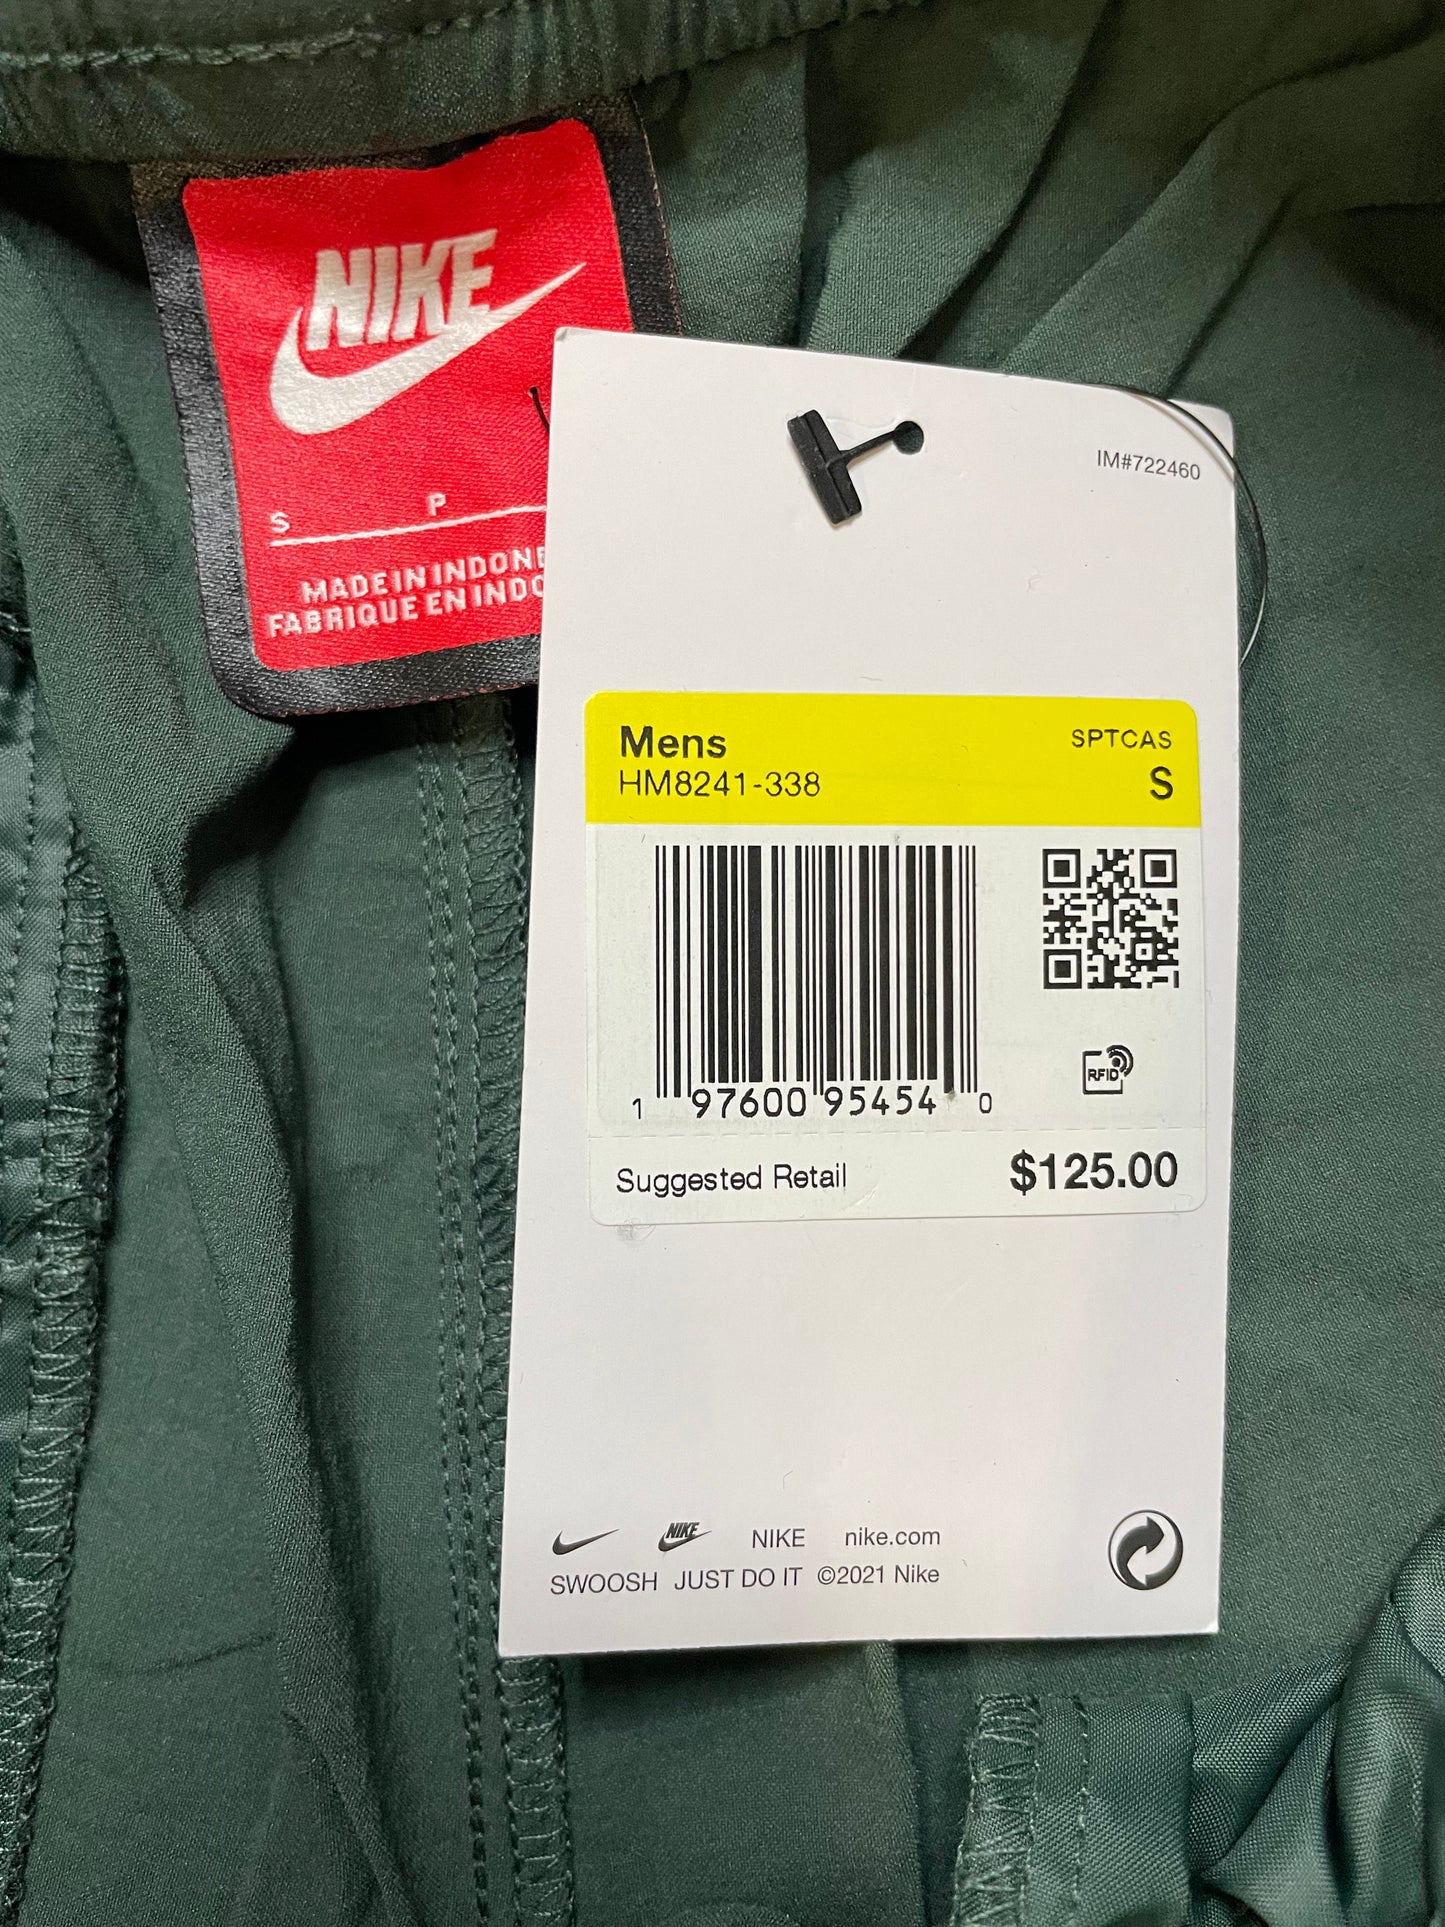 NIKE
S P
MADE IN INDONE
FABRIQUE EN INDO
IM#722460
Mens SPTCAS
HM8241-338 S
RFID
1 97600 95454 0
Suggested Retail $125.00
NIKE NIKE nike.com
SWOOSH JUST DO IT ©2021 Nike